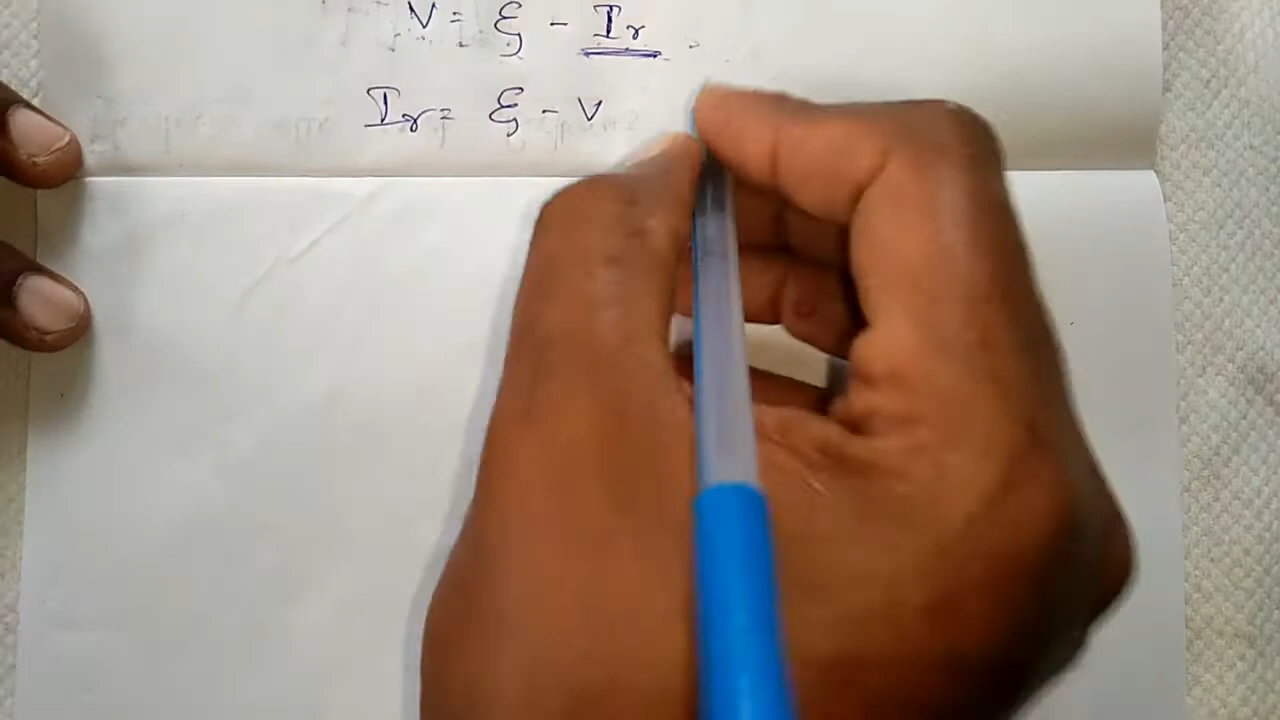 V = ξ - Ir
Ir = ξ - V